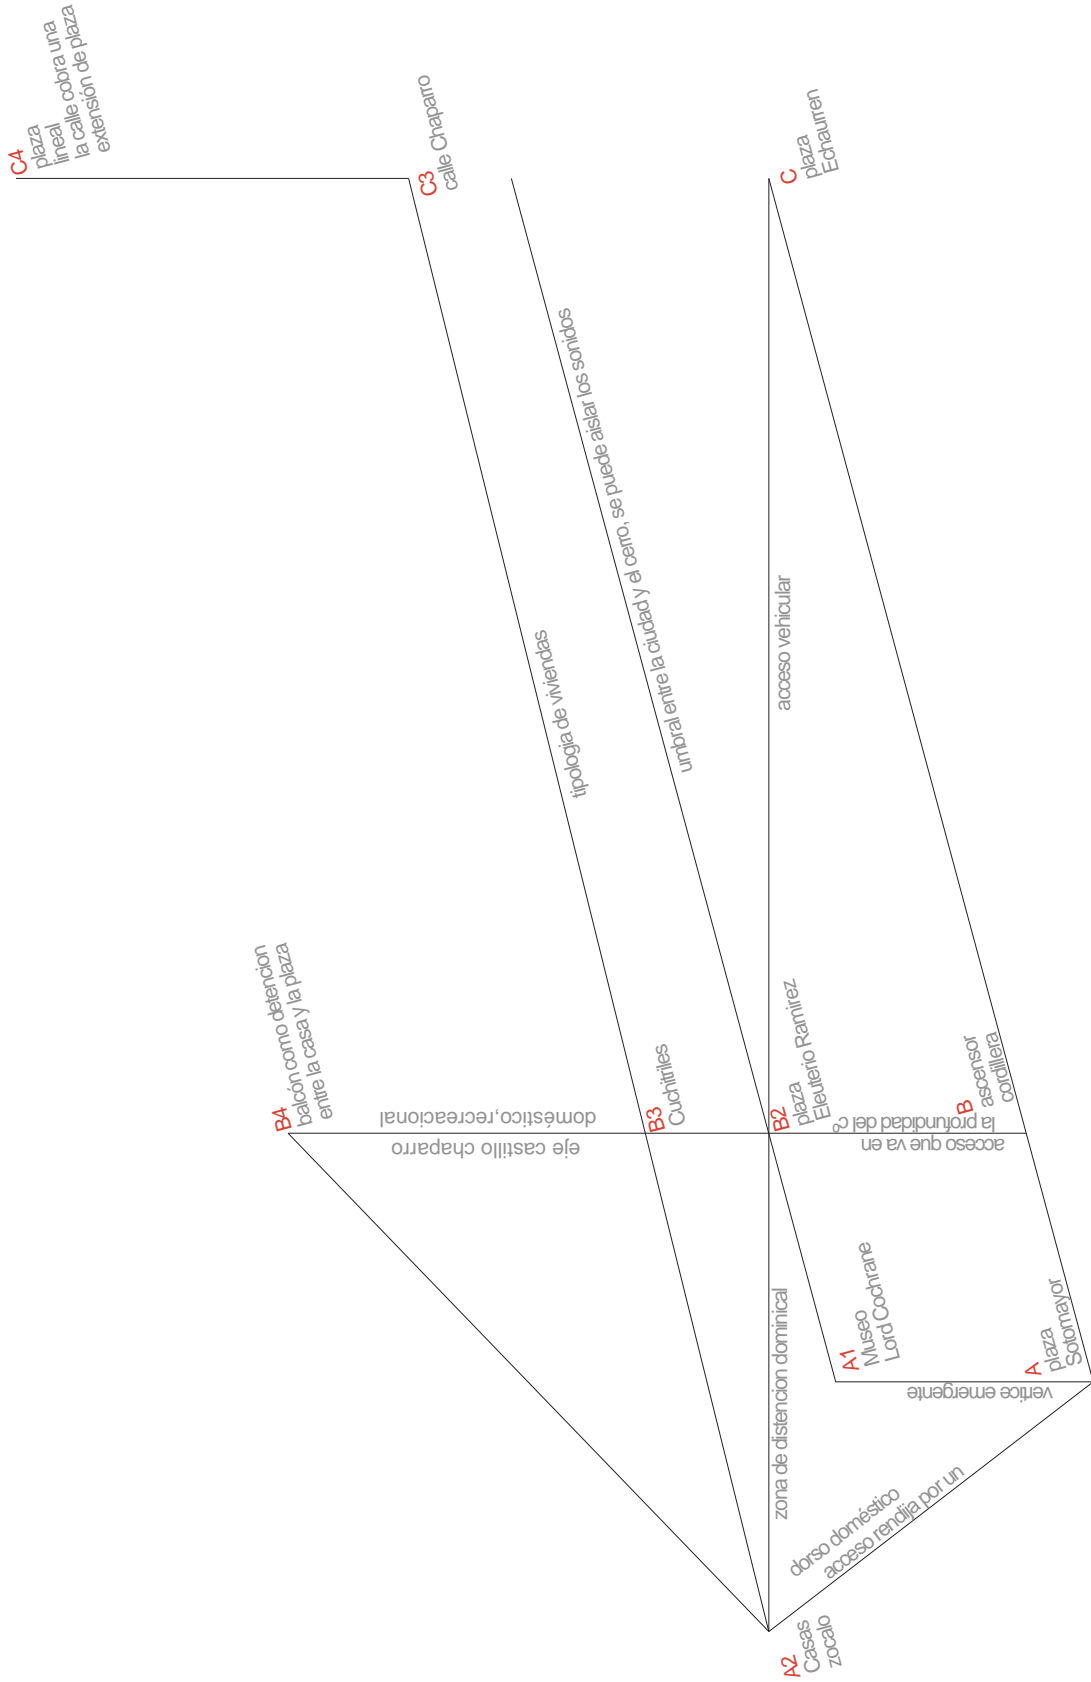 C4
plaza
lineal
la calle cobra una
extensión de plaza
C3
calle Chaparro
C
plaza
Echaurren
umbral entre la ciudad y el cerro, se puede aislar los sonidos
tipologia de viviendas
acceso vehicular
B4
balcón como detencion
entre la casa y la plaza
doméstico,recreacional
eje castillo chaparro
B3
Cuchitriles
B2
plaza
Eleuterio Ramirez
B
ascensor
cordillera
acceso que va en
la profundidad del cº
A1
Museo
Lord Cochrane
A
plaza
Sotomayor
vertice emergente
zona de distencion dominical
dorso doméstico
acceso rendija por un
A2
Casas
zocalo